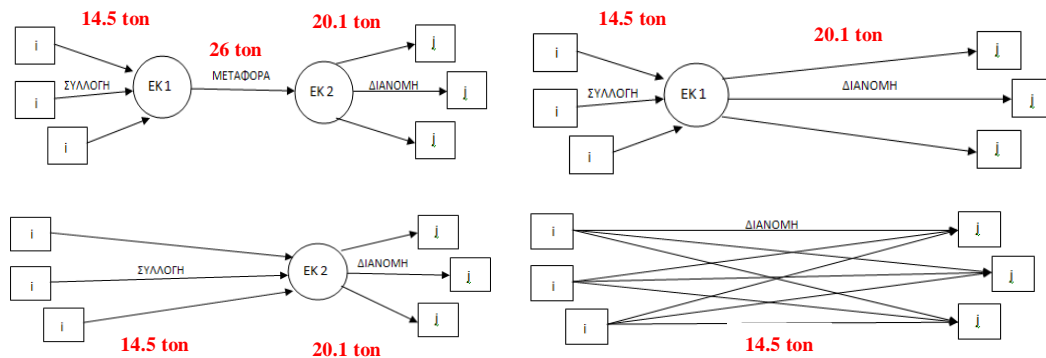 14.5 ton
26 ton
20.1 ton
i
ΣΥΛΛΟΓΗ
i
i
ΕΚ 1
ΜΕΤΑΦΟΡΑ
ΕΚ 2
ΔΙΑΝΟΜΗ
j
j
j
14.5 ton
20.1 ton
i
ΣΥΛΛΟΓΗ
i
i
ΕΚ 1
ΔΙΑΝΟΜΗ
j
j
j
i
ΣΥΛΛΟΓΗ
i
i
ΕΚ 2
ΔΙΑΝΟΜΗ
j
j
j
14.5 ton
20.1 ton
i
ΔΙΑΝΟΜΗ
i
i
j
j
j
14.5 ton